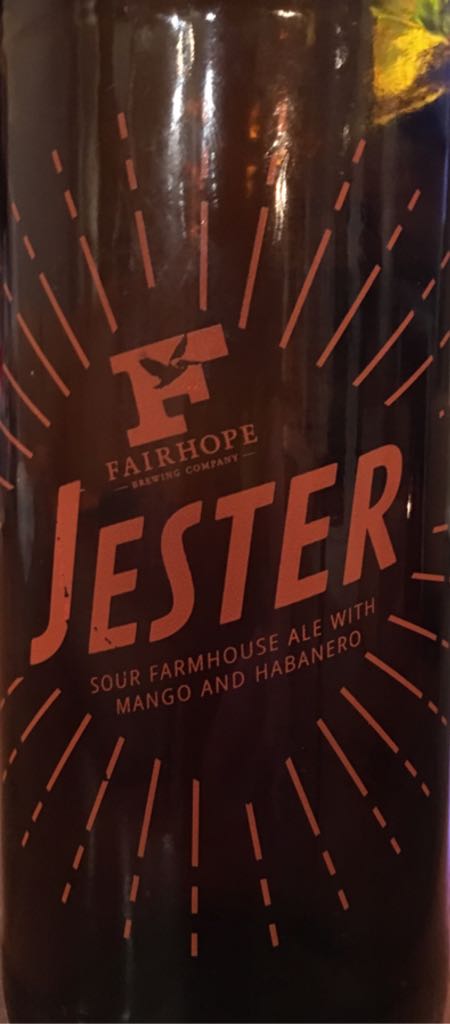 F
FAIRHOPE
— BREWING COMPANY —
JESTER
SOUR FARMHOUSE ALE WITH
MANGO AND HABANERO